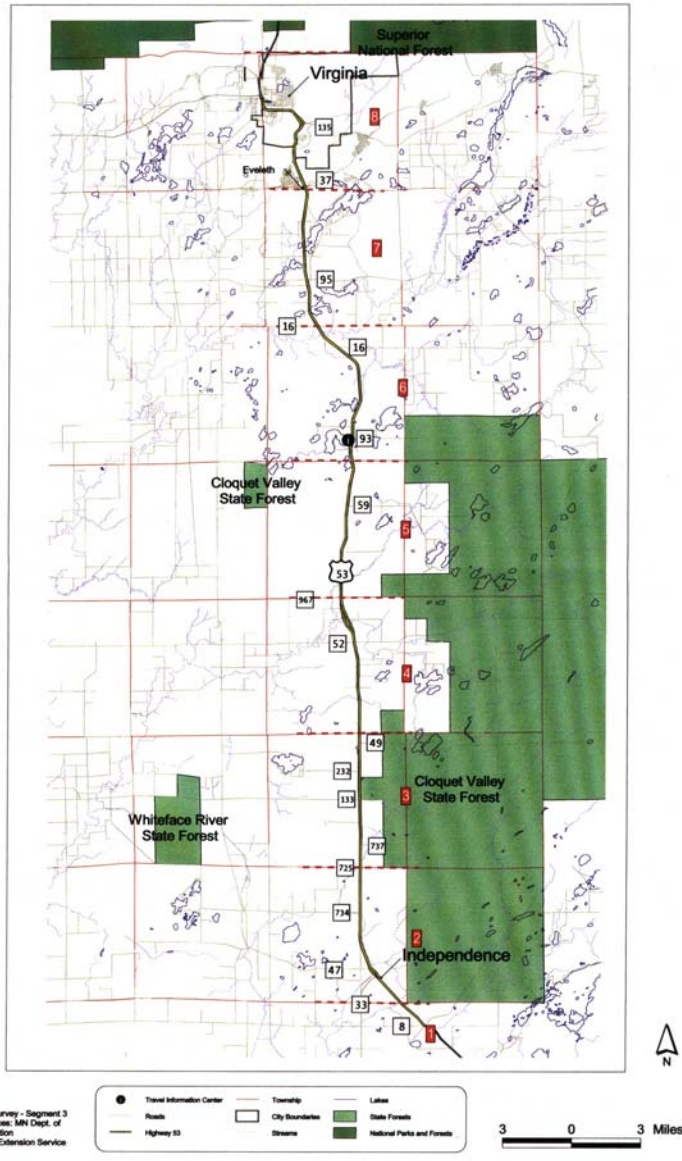 Superior
National Forest
Virginia
8
135
Eveleth
37
7
95
16
16
6
93
Cloquet Valley
State Forest
59
5
53
967
52
4
49
232
Cloquet Valley
State Forest
3
133
Whiteface River
State Forest
737
725
734
2
Independence
47
33
8
1
N
urvey - Segment 3
es: MN Dept. of
tion
Extension Service
Travel Information Center
Roads
Highway 53
Township
City Boundaries
Streams
Lakes
State Forests
National Parks and Forests
3 0 3 Miles